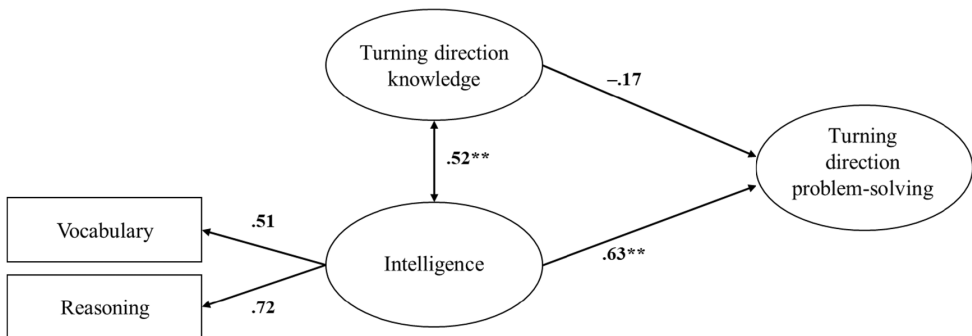 Turning direction
knowledge
–.17
Turning
direction
problem-solving
.52**
Vocabulary
.51
Intelligence
.63**
Reasoning
.72